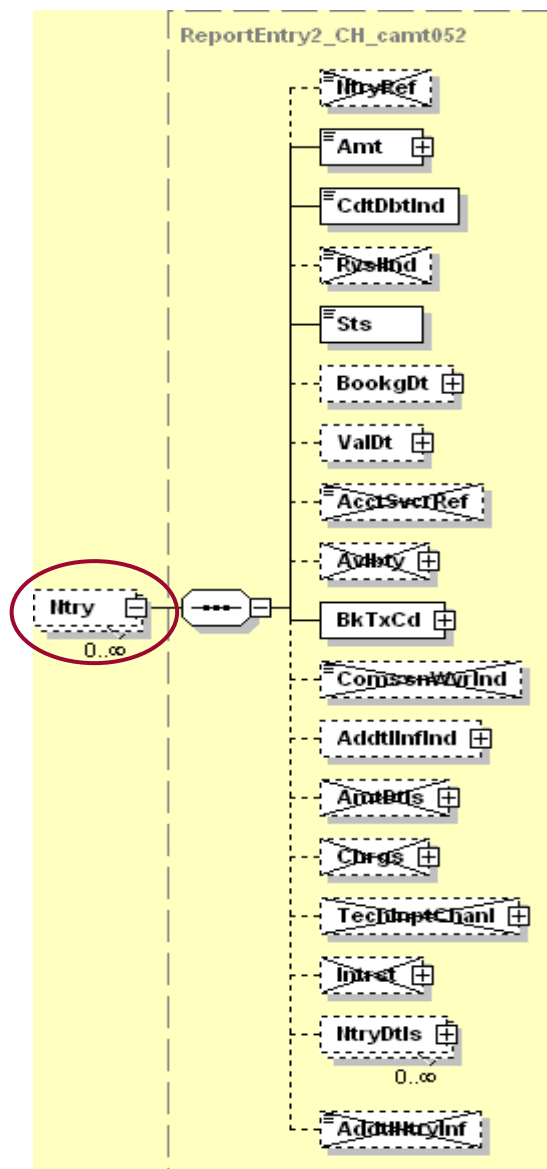 ReportEntry2_CH_camt052
NtryRef
Amt
CdtDbtInd
RvslInd
Sts
BookgDt
ValDt
AcctSvcrRef
Avlbty
Ntry
0..∞
BkTxCd
ComssnWvrInd
AddtlInfInd
AmtDtls
Chrgs
TechInptChanl
Intrst
NtryDtls
0..∞
AddtlNtryInf